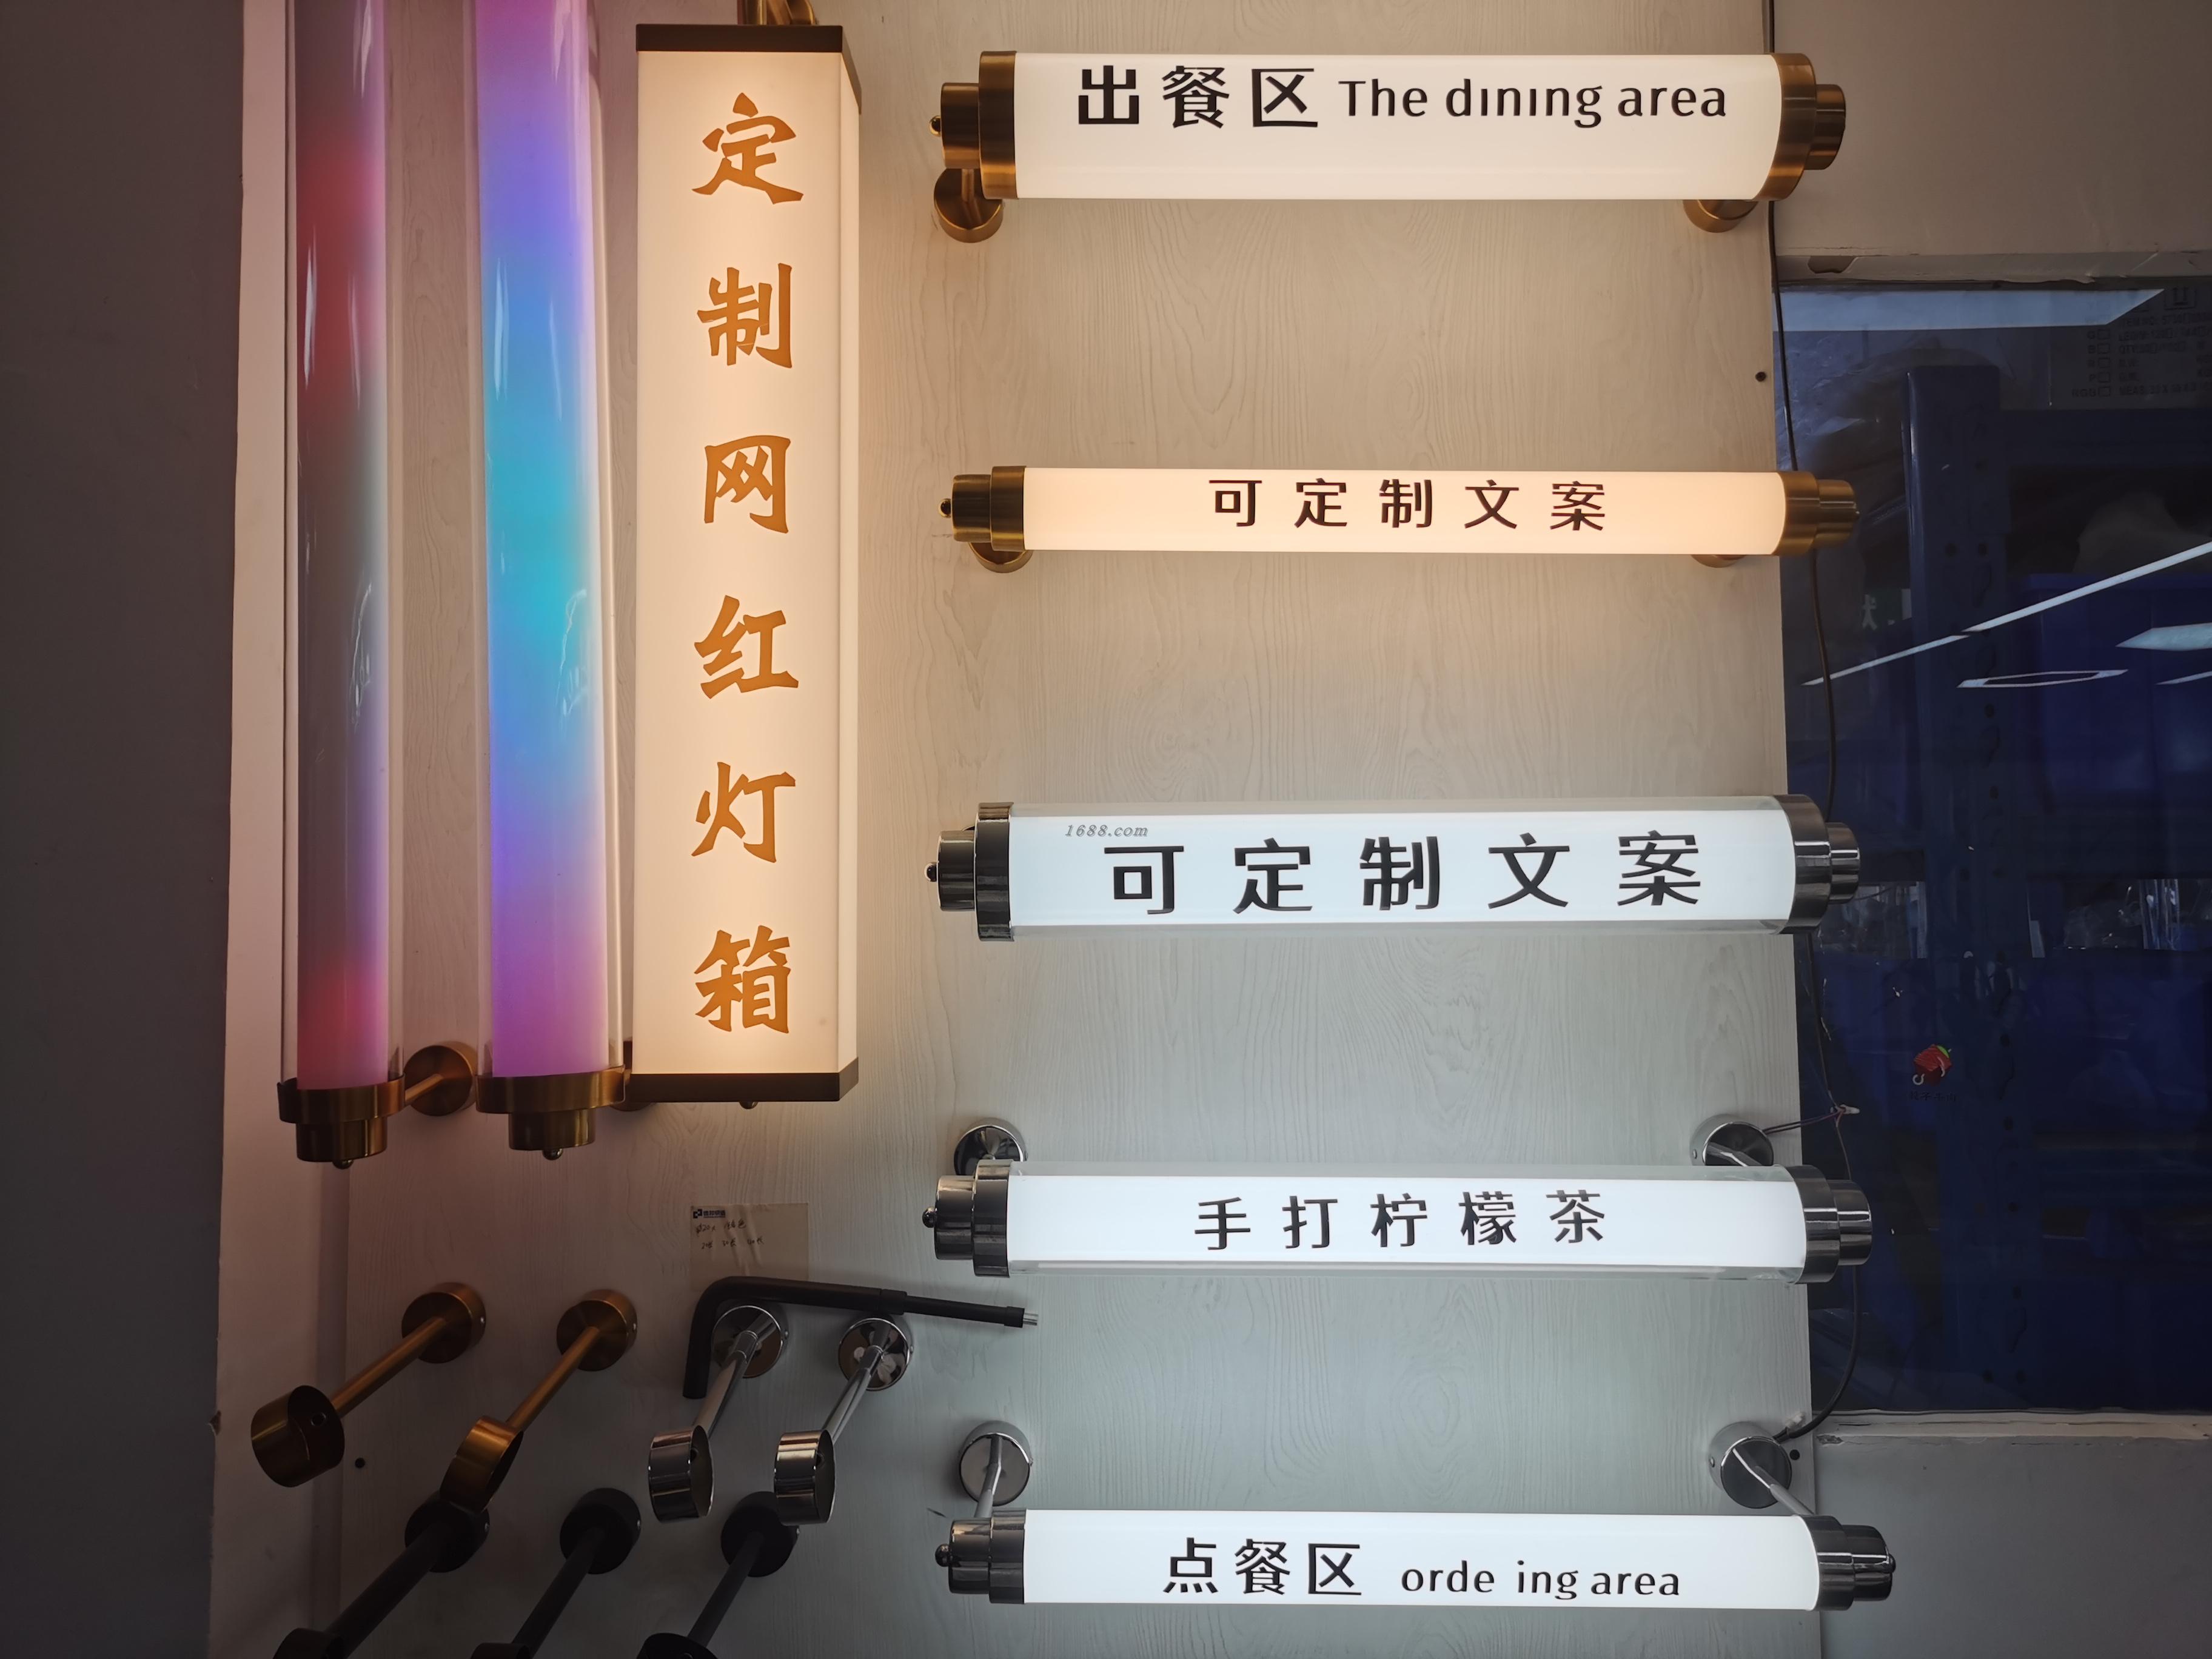 定制网红灯箱
出餐区 The dining area
可定制文案
1688.com
可定制文案
手打柠檬茶
点餐区 orde ing area